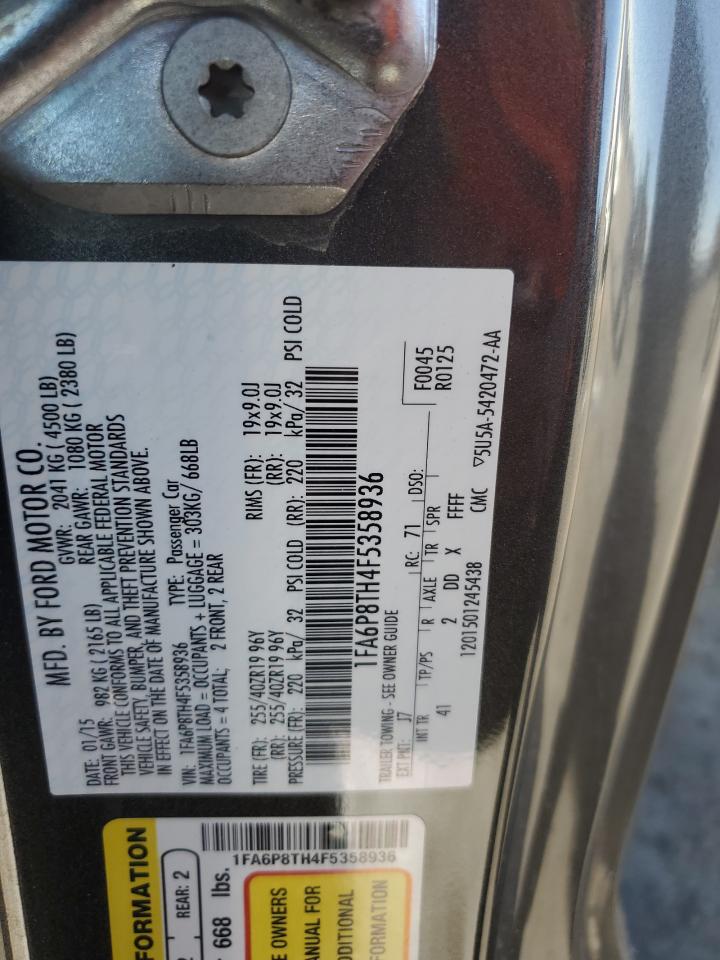 MFD. BY FORD MOTOR CO.
DATE: 01/15 GVWR: 2041 KG ( 4500 LB)
FRONT GAWR: 982 KG ( 2165 LB) REAR GAWR: 1080 KG ( 2380 LB)
THIS VEHICLE CONFORMS TO ALL APPLICABLE FEDERAL MOTOR
VEHICLE SAFETY, BUMPER, AND THEFT PREVENTION STANDARDS
IN EFFECT ON THE DATE OF MANUFACTURE SHOWN ABOVE.
VIN: 1FA6P8TH4F5358936 TYPE: Passenger Car
MAXIMUM LOAD = OCCUPANTS + LUGGAGE = 303KG/ 668LB
OCCUPANTS = 4 TOTAL; 2 FRONT, 2 REAR
TIRE (FR): 255/40ZR19 96Y RIMS (FR): 19x9.0J
(RR): 255/40ZR19 96Y (RR): 19x9.0J
PRESSURE (FR): 220 kPa/ 32 PSI COLD (RR): 220 kPa/ 32 PSI COLD
1FA6P8TH4F5358936
TRAILER TOWING - SEE OWNER GUIDE
EXT PNT: J7 RC: 71 DSO: F0045
R0125
INT TR TP/PS R AXLE TR SPR
41 2 DD X FFFF
1201501245438 CMC ▽5U5A-5420472-AA
FORMATION
REAR: 2
668 lbs.
1FA6P8TH4F5358936
E OWNERS
ANUAL FOR
DDITIONAL
FORMATION